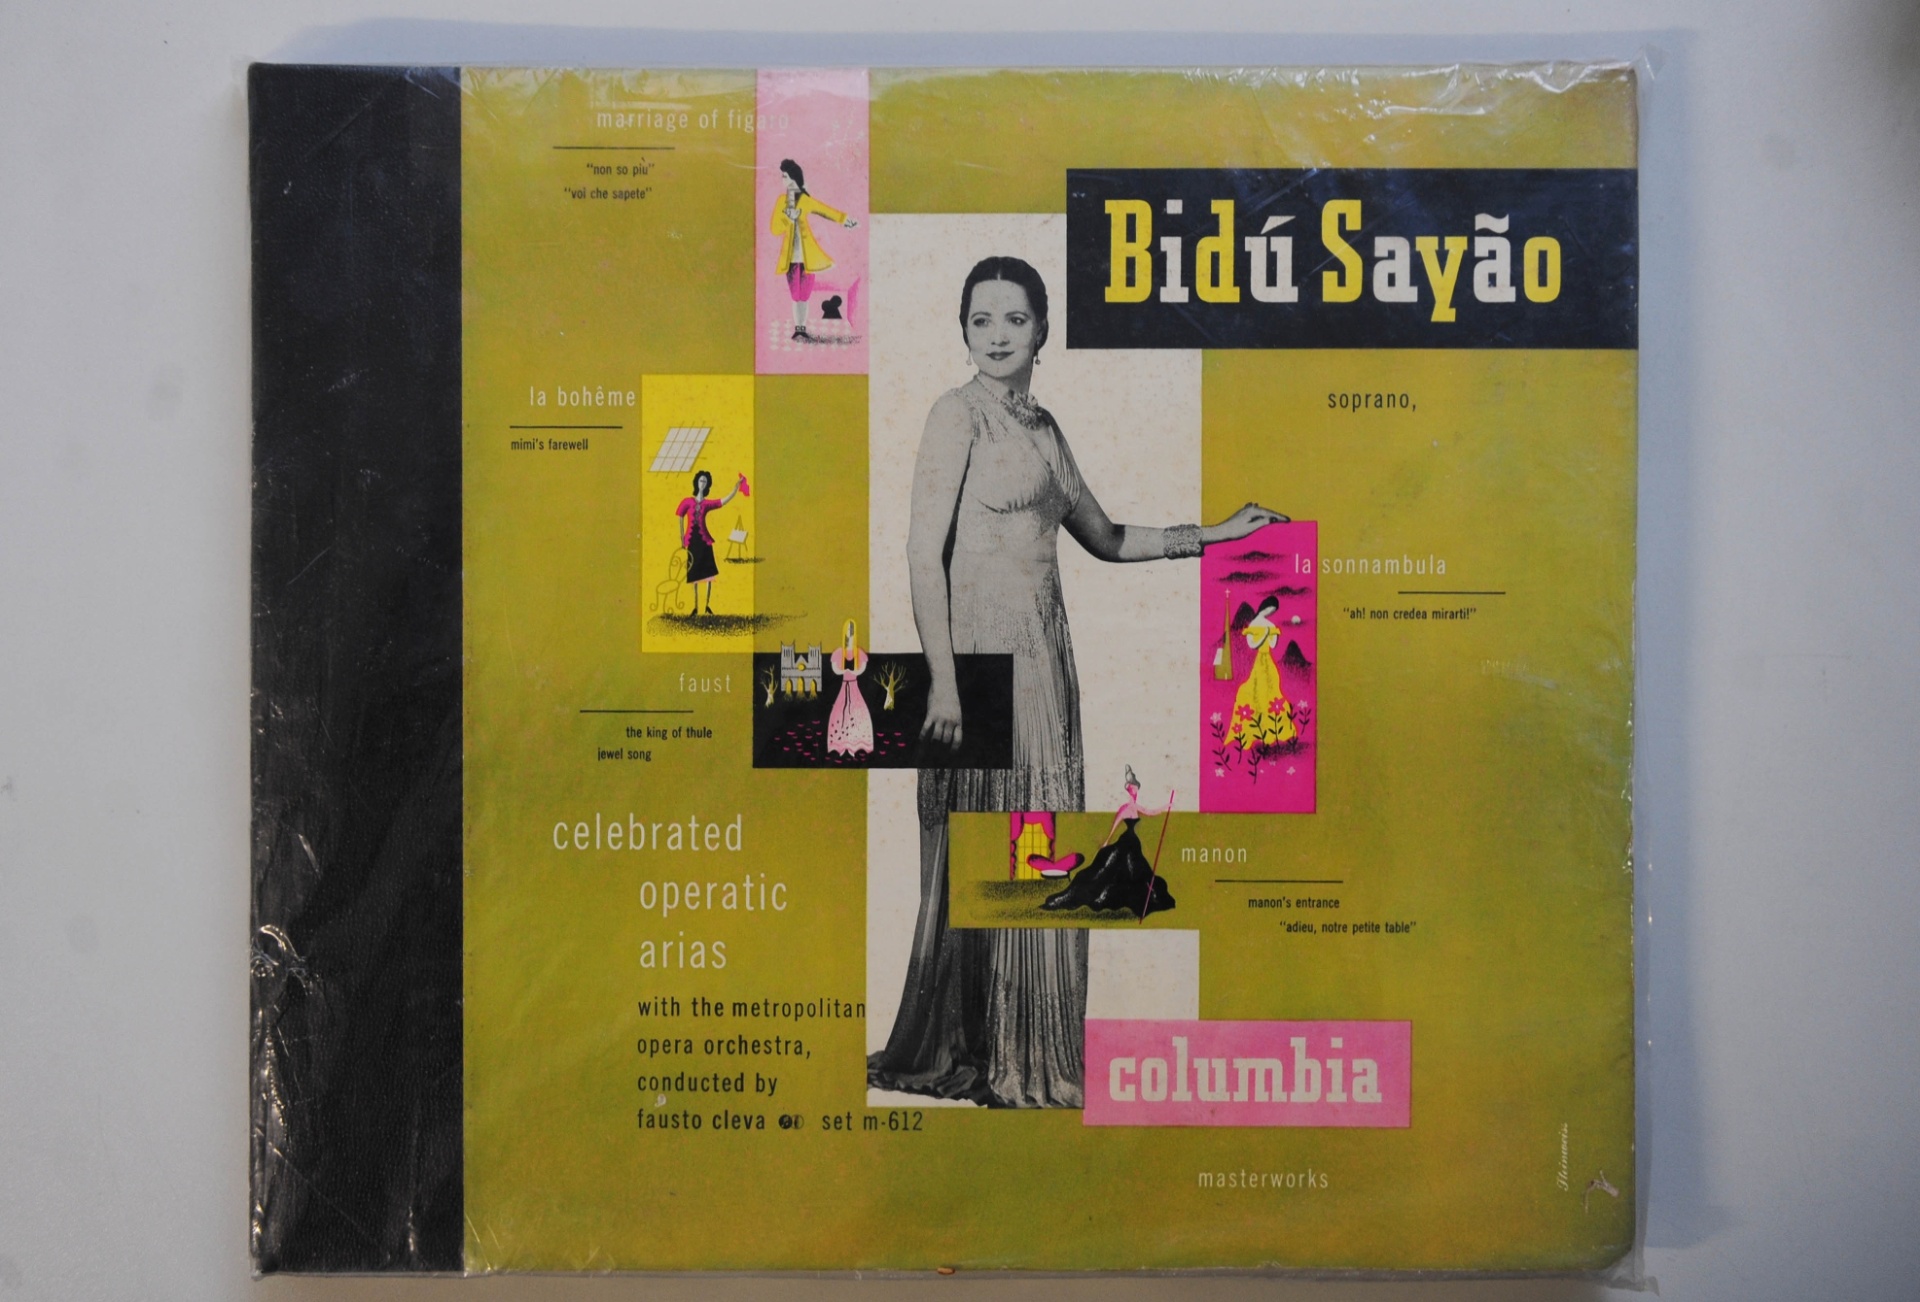 marriage of figaro
"non so più"
"voi che sapete"
Bidú Sayão
soprano,
la bohême
mimi's farewell
la sonnambula
"ah! non credea mirarti!"
faust
the king of thule
jewel song
manon
manon's entrance
"adieu, notre petite table"
celebrated
operatic
arias
with the metropolitan
opera orchestra,
conducted by
fausto cleva
set m-612
columbia
masterworks
Steinweiss